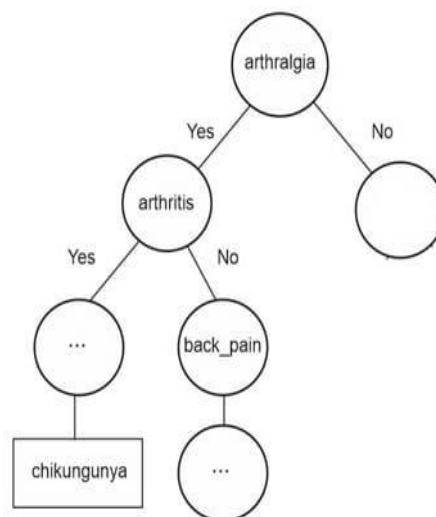 arthralgia
Yes
No
arthritis
Yes
No
...
back_pain
chikungunya
...